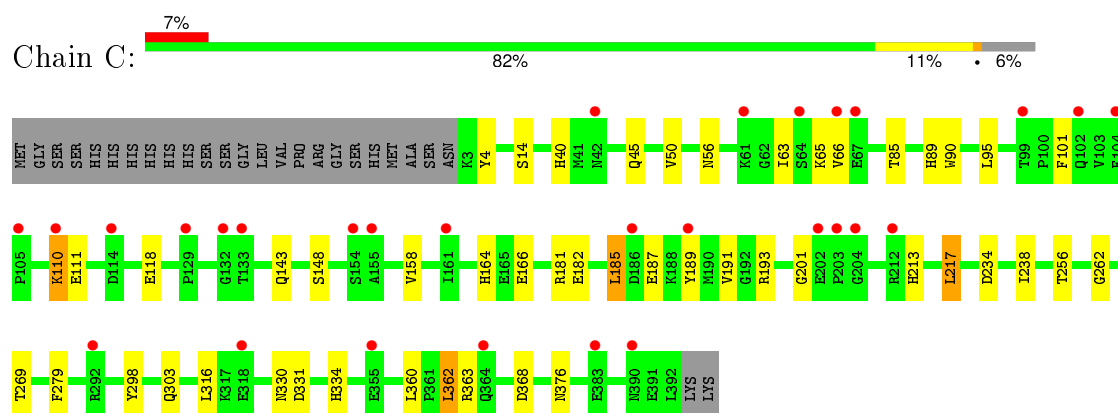 7%
Chain C:
82% 11% • 6%
MET GLY SER SER HIS HIS HIS HIS HIS HIS SER SER GLY LEU VAL PRO ARG GLY SER HIS MET ALA SER ASN K3 Y4 S14 H40 M41 N42 Q45 V50 N56 K61 G62 I63 S64 K65 V66 E67 T85 H89 W90 L95 T99 P100 F101 Q102 V103 E104
P105 K110 E111 D114 E118 P129 G132 T133 Q143 S148 S154 A155 V158 I161 H164 E165 E166 R181 E182 L185 D186 E187 K188 Y189 M190 V191 G192 R193 G201 E202 P203 G204 R212 H213 L217 D234 I238 T256 G262
T269 F279 R292 Y298 Q303 L316 K317 E318 N330 D331 H334 E355 L360 P361 L362 R363 Q364 D368 N376 E383 N390 E391 L392 LYS LYS